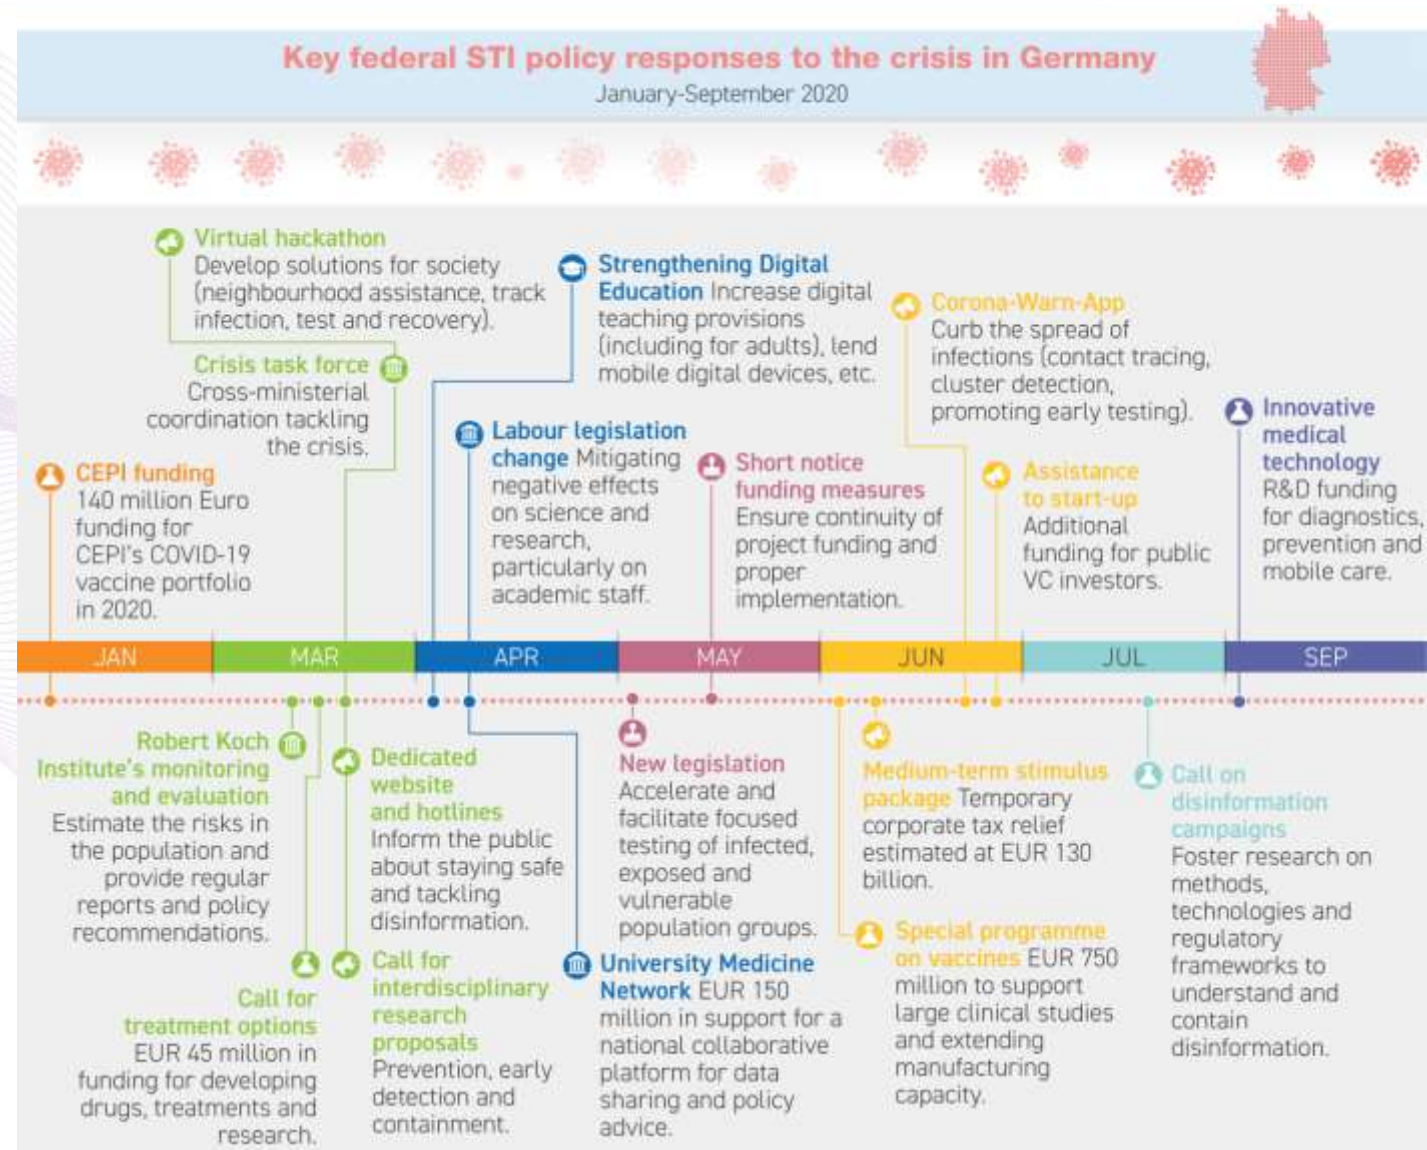 Key federal STI policy responses to the crisis in Germany
January-September 2020
Virtual hackathon
Develop solutions for society
(neighbourhood assistance, track
infection, test and recovery).
Crisis task force
Cross-ministerial
coordination tackling
the crisis.
CEPI funding
140 million Euro
funding for
CEPI's COVID-19
vaccine portfolio
in 2020.
Strengthening Digital
Education Increase digital
teaching provisions
(including for adults), lend
mobile digital devices, etc.
Labour legislation
change Mitigating
negative effects
on science and
research,
particularly on
academic staff.
Short notice
funding measures
Ensure continuity of
project funding and
proper
implementation.
Corona-Warn-App
Curb the spread of
infections (contact tracing,
cluster detection,
promoting early testing).
Assistance
to start-up
Additional
funding for public
VC investors.
Innovative
medical
technology
R&D funding
for diagnostics,
prevention and
mobile care.
JAN MAR APR MAY JUN JUL SEP
Robert Koch
Institute's monitoring
and evaluation
Estimate the risks in
the population and
provide regular
reports and policy
recommendations.
Call for
treatment options
EUR 45 million in
funding for developing
drugs, treatments and
research.
Dedicated
website
and hotlines
Inform the public
about staying safe
and tackling
disinformation.
Call for
interdisciplinary
research
proposals
Prevention, early
detection and
containment.
New legislation
Accelerate and
facilitate focused
testing of infected,
exposed and
vulnerable
population groups.
University Medicine
Network EUR 150
million in support for a
national collaborative
platform for data
sharing and policy
advice.
Medium-term stimulus
package Temporary
corporate tax relief
estimated at EUR 130
billion.
Special programme
on vaccines EUR 750
million to support
large clinical studies
and extending
manufacturing
capacity.
Call on
disinformation
campaigns
Foster research on
methods,
technologies and
regulatory
frameworks to
understand and
contain
disinformation.